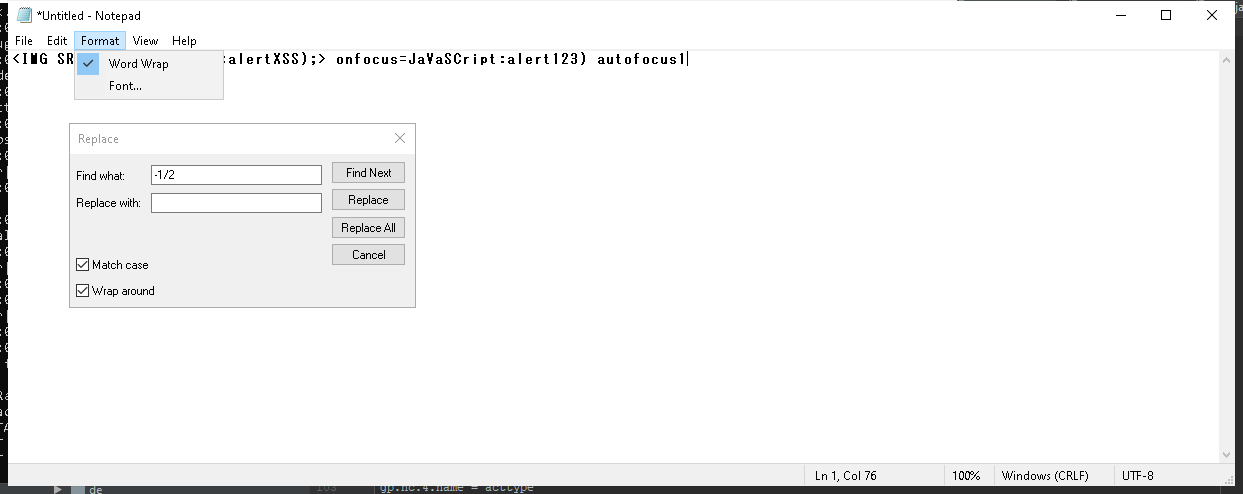 *Untitled - Notepad
File Edit Format View Help
<IMG SR :alertXSS);> onfocus=JaVaSCript:alert123) autofocus1
Word Wrap
Font...
Replace
Find what: -1/2 Find Next
Replace with: Replace
Replace All
Cancel
Match case
Wrap around
Ln 1, Col 76 100% Windows (CRLF) UTF-8
de 103 gp.nc.4.name = acctype